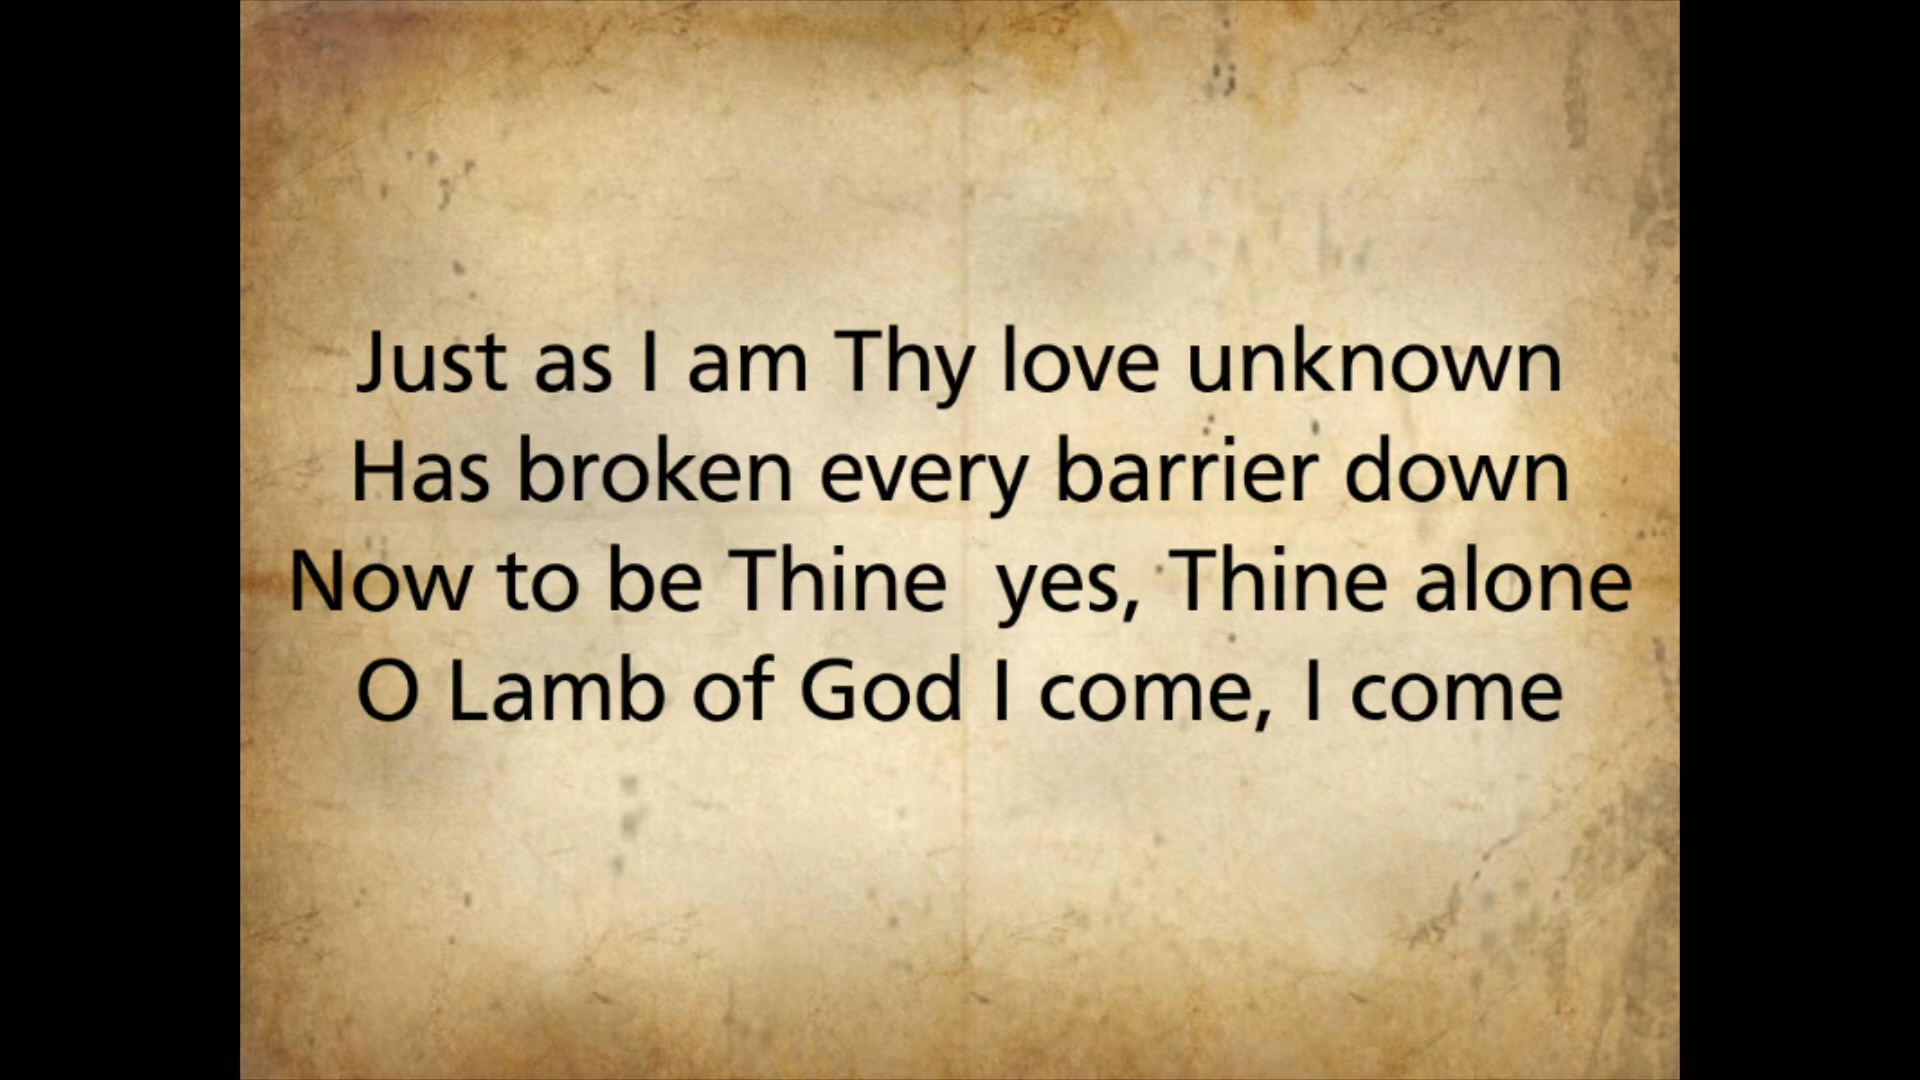 Just as I am Thy love unknown
Has broken every barrier down
Now to be Thine  yes, Thine alone
O Lamb of God I come, I come